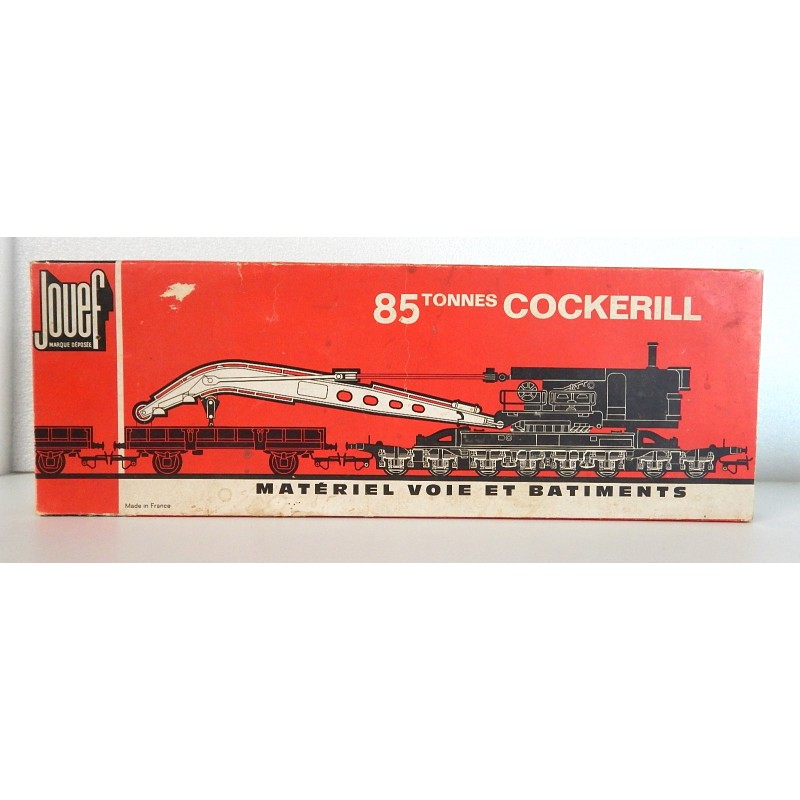 Jouef
MARQUE DÉPOSÉE
85 TONNES COCKERILL
MATÉRIEL VOIE ET BATIMENTS
Made in France